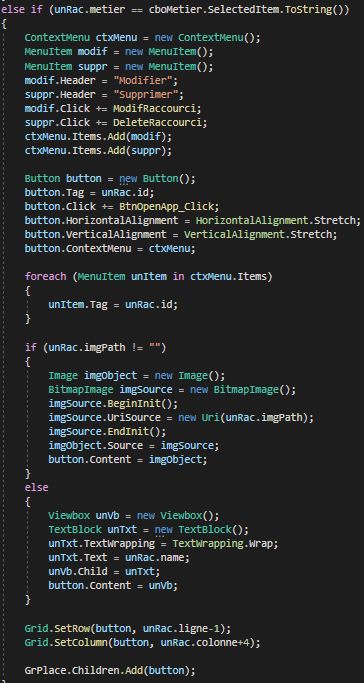 else if (unRac.metier == cboMetier.SelectedItem.ToString())
{
ContextMenu ctxMenu = new ContextMenu();
MenuItem modif = new MenuItem();
MenuItem suppr = new MenuItem();
modif.Header = "Modifier";
suppr.Header = "Supprimer";
modif.Click += ModifRaccourci;
suppr.Click += DeleteRaccourci;
ctxMenu.Items.Add(modif);
ctxMenu.Items.Add(suppr);
Button button = new Button();
button.Tag = unRac.id;
button.Click += BtnOpenApp_Click;
button.HorizontalAlignment = HorizontalAlignment.Stretch;
button.VerticalAlignment = VerticalAlignment.Stretch;
button.ContextMenu = ctxMenu;
foreach (MenuItem unItem in ctxMenu.Items)
{
unItem.Tag = unRac.id;
}
if (unRac.imgPath != "")
{
Image imgObject = new Image();
BitmapImage imgSource = new BitmapImage();
imgSource.BeginInit();
imgSource.UriSource = new Uri(unRac.imgPath);
imgSource.EndInit();
imgObject.Source = imgSource;
button.Content = imgObject;
}
else
{
Viewbox unVb = new Viewbox();
TextBlock unTxt = new TextBlock();
unTxt.TextWrapping = TextWrapping.Wrap;
unTxt.Text = unRac.name;
unVb.Child = unTxt;
button.Content = unVb;
}
Grid.SetRow(button, unRac.ligne-1);
Grid.SetColumn(button, unRac.colonne+4);
GrPlace.Children.Add(button);
}